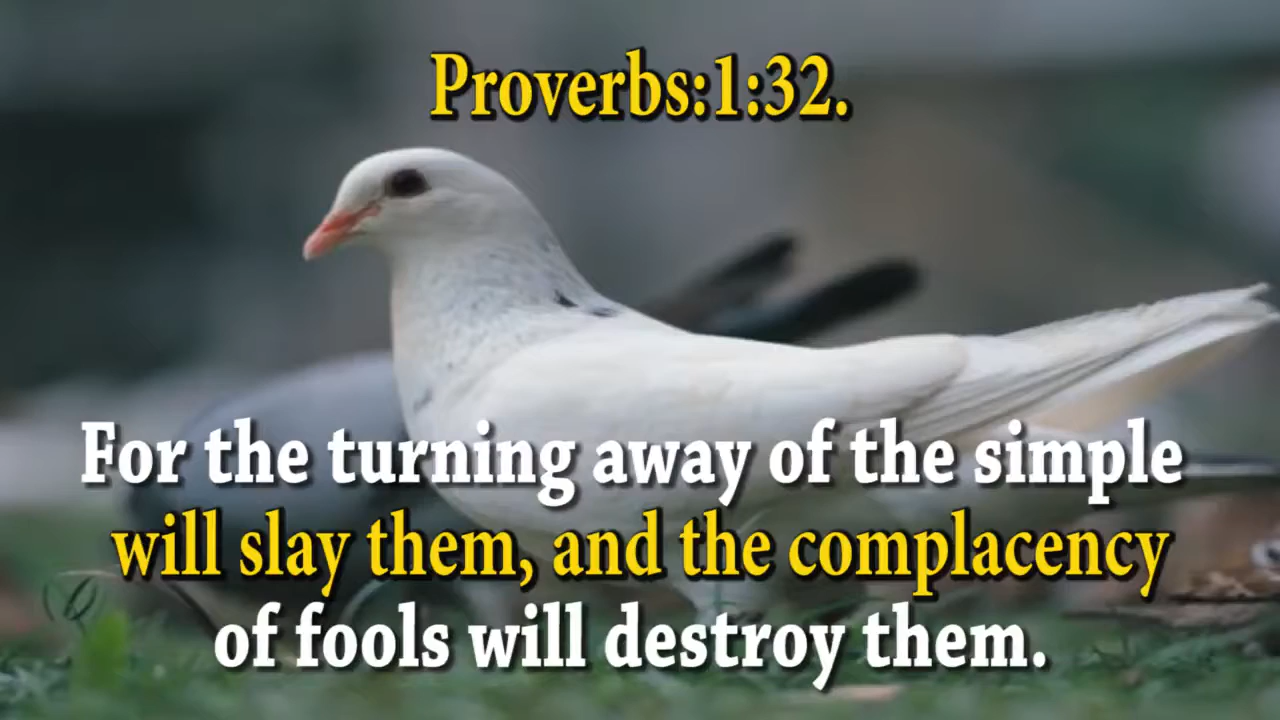 Proverbs:1:32.
For the turning away of the simple
will slay them, and the complacency
of fools will destroy them.